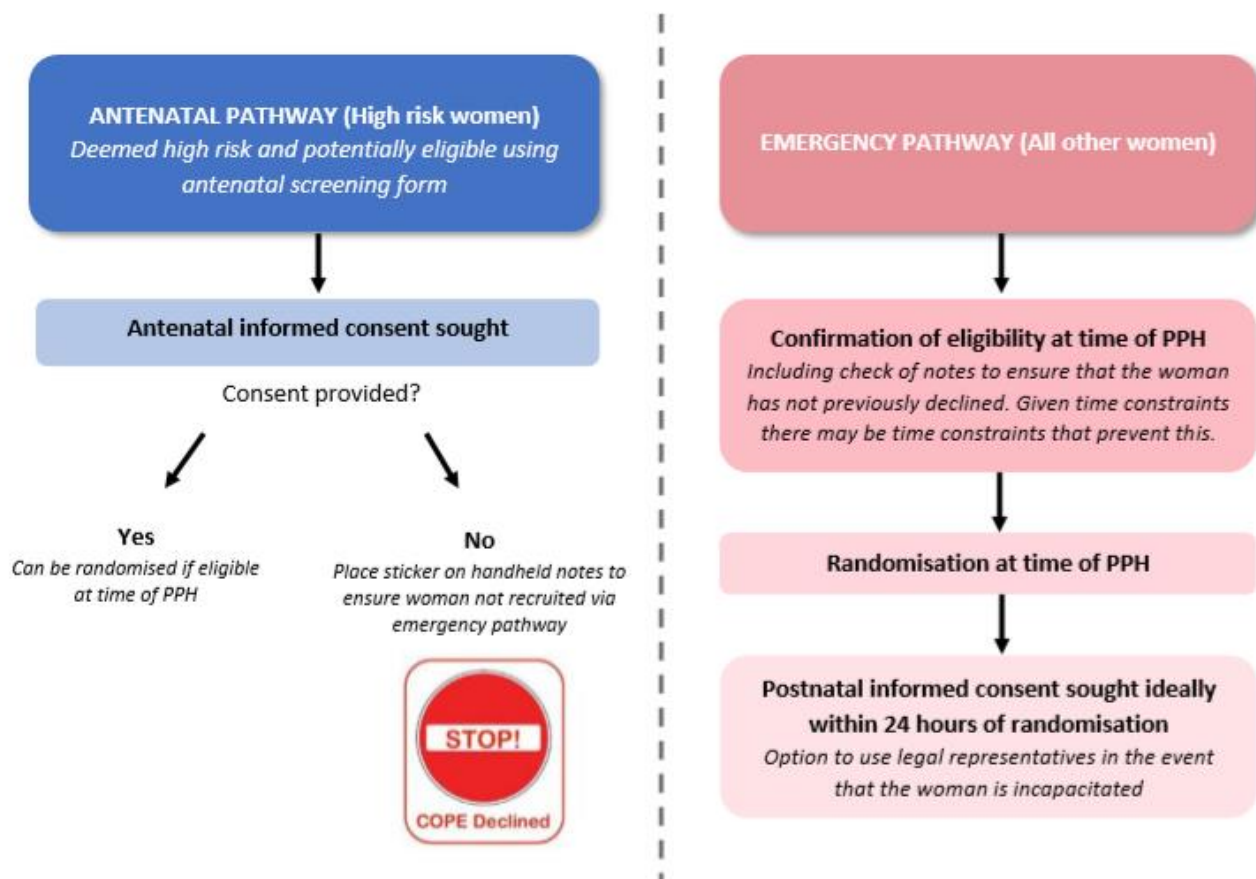 ANTENATAL PATHWAY (High risk women)
Deemed high risk and potentially eligible using
antenatal screening form
Antenatal informed consent sought
Consent provided?
Yes
Can be randomised if eligible
at time of PPH
No
Place sticker on handheld notes to
ensure woman not recruited via
emergency pathway
STOP!
COPE Declined
EMERGENCY PATHWAY (All other women)
Confirmation of eligibility at time of PPH
Including check of notes to ensure that the woman
has not previously declined. Given time constraints
there may be time constraints that prevent this.
Randomisation at time of PPH
Postnatal informed consent sought ideally
within 24 hours of randomisation
Option to use legal representatives in the event
that the woman is incapacitated